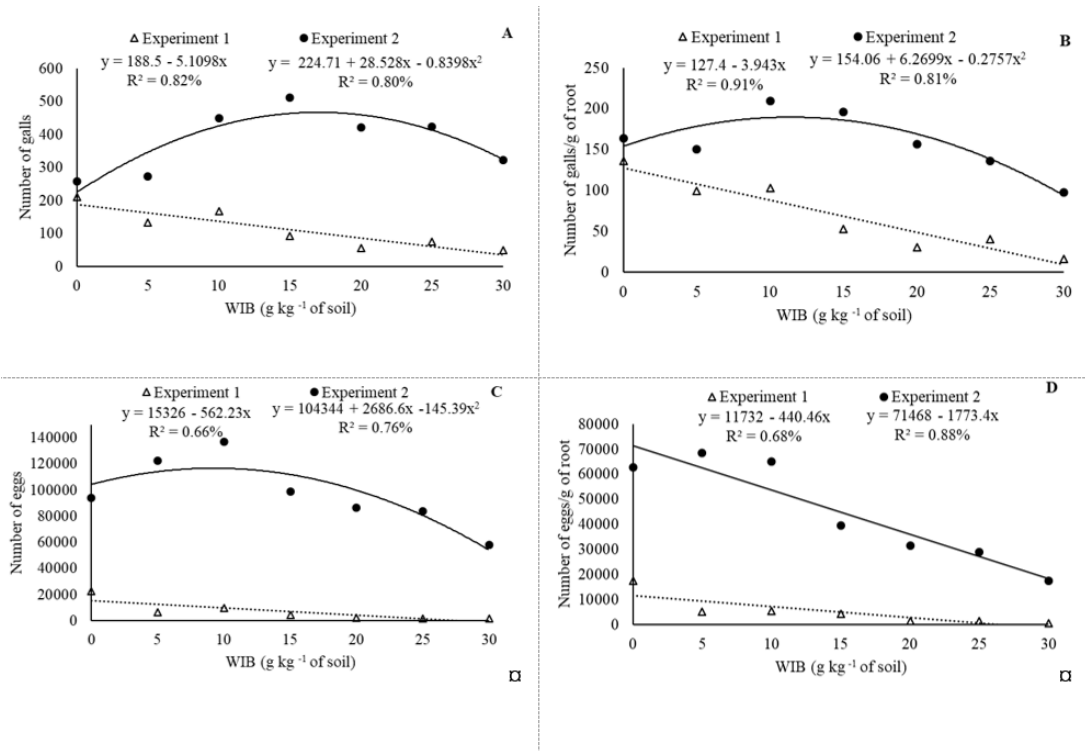 A
△ Experiment 1 ● Experiment 2
y = 188.5 - 5.1098x y = 224.71 + 28.528x - 0.8398x²
R² = 0.82% R² = 0.80%
600
500
400
300
200
100
0
Number of galls
0 5 10 15 20 25 30
WIB (g kg ⁻¹ of soil)
B
△ Experiment 1 ● Experiment 2
y = 127.4 - 3.943x y = 154.06 + 6.2699x - 0.2757x²
R² = 0.91% R² = 0.81%
250
200
150
100
50
0
Number of galls/g of root
0 5 10 15 20 25 30
WIB (g kg ⁻¹ of soil)
C
△ Experiment 1 ● Experiment 2
y = 15326 - 562.23x y = 104344 + 2686.6x -145.39x²
R² = 0.66% R² = 0.76%
140000
120000
100000
80000
60000
40000
20000
0
Number of eggs
0 5 10 15 20 25 30
WIB (g kg ⁻¹ of soil)
¤
D
△ Experiment 1 ● Experiment 2
y = 11732 - 440.46x y = 71468 - 1773.4x
R² = 0.68% R² = 0.88%
80000
70000
60000
50000
40000
30000
20000
10000
0
Number of eggs/g of root
0 5 10 15 20 25 30
WIB (g kg ⁻¹ of soil)
¤